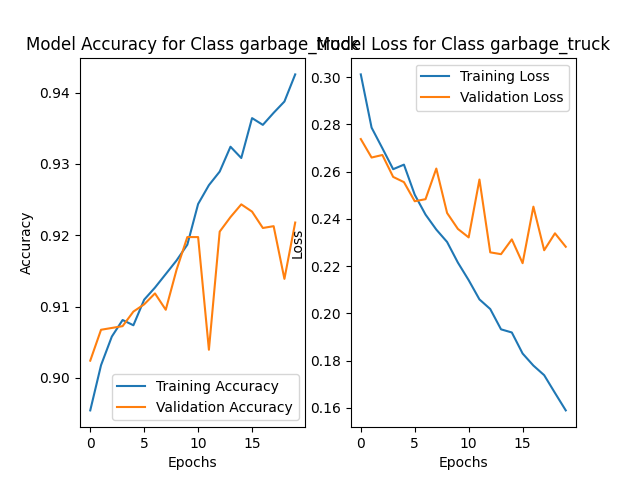 Model Accuracy for Class garbage_truck
Model Loss for Class garbage_truck
0.94
0.93
0.92
0.91
0.90
Accuracy
0
5
10
15
Epochs
Training Accuracy
Validation Accuracy
0.30
0.28
0.26
0.24
0.22
0.20
0.18
0.16
Loss
0
5
10
15
Epochs
Training Loss
Validation Loss